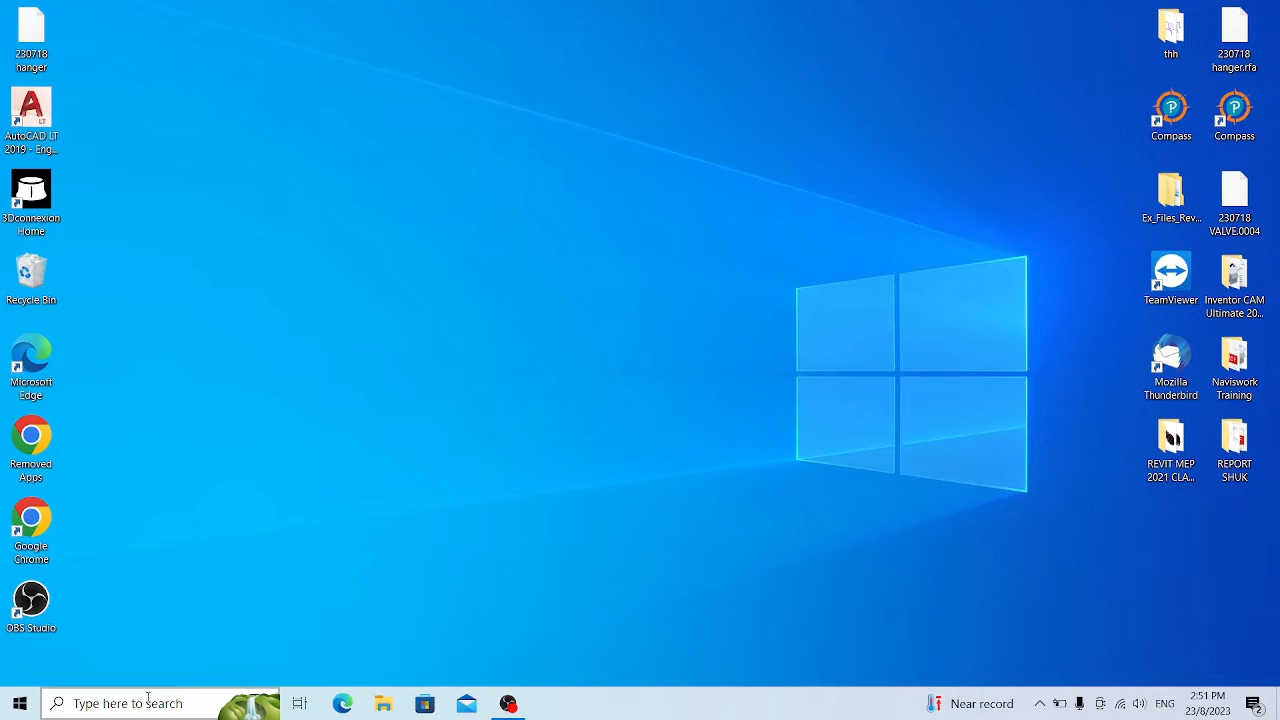 230718
hanger
AutoCAD LT
2019 - Eng...
3Dconnexion
Home
Recycle Bin
Microsoft
Edge
Removed
Apps
Google
Chrome
OBS Studio
thh
230718
hanger.rfa
Compass
Compass
Ex_Files_Rev...
230718
VALVE.0004
TeamViewer
Inventor CAM
Ultimate 20...
Mozilla
Thunderbird
Naviswork
Training
REVIT MEP
2021 CLA...
REPORT
SHUK
Type here to search
Near record
ENG
2:51 PM
23/8/2023
2